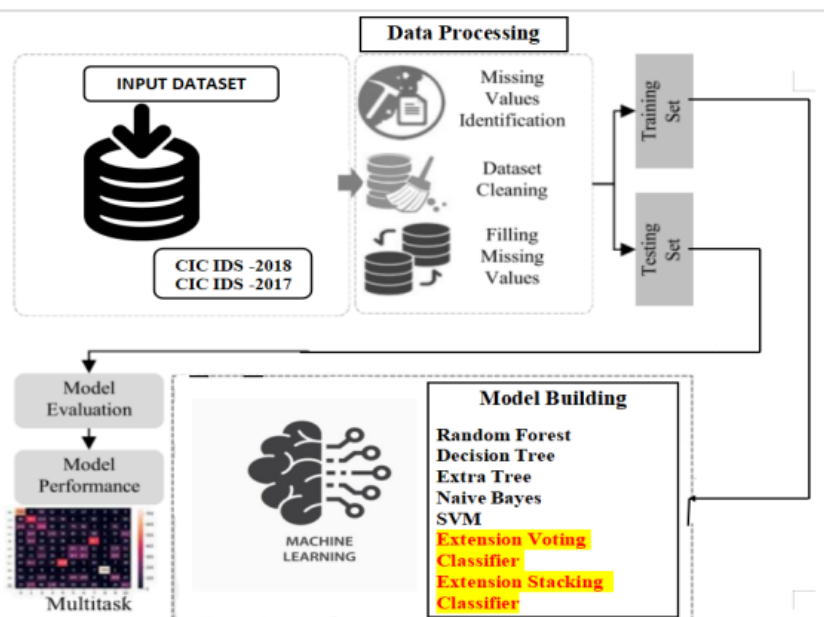 Data Processing
INPUT DATASET
CIC IDS -2018
CIC IDS -2017
Missing
Values
Identification
Dataset
Cleaning
Filling
Missing
Values
Training
Set
Testing
Set
Model
Evaluation
Model
Performance
Multitask
MACHINE
LEARNING
Model Building
Random Forest
Decision Tree
Extra Tree
Naive Bayes
SVM
Extension Voting
Classifier
Extension Stacking
Classifier